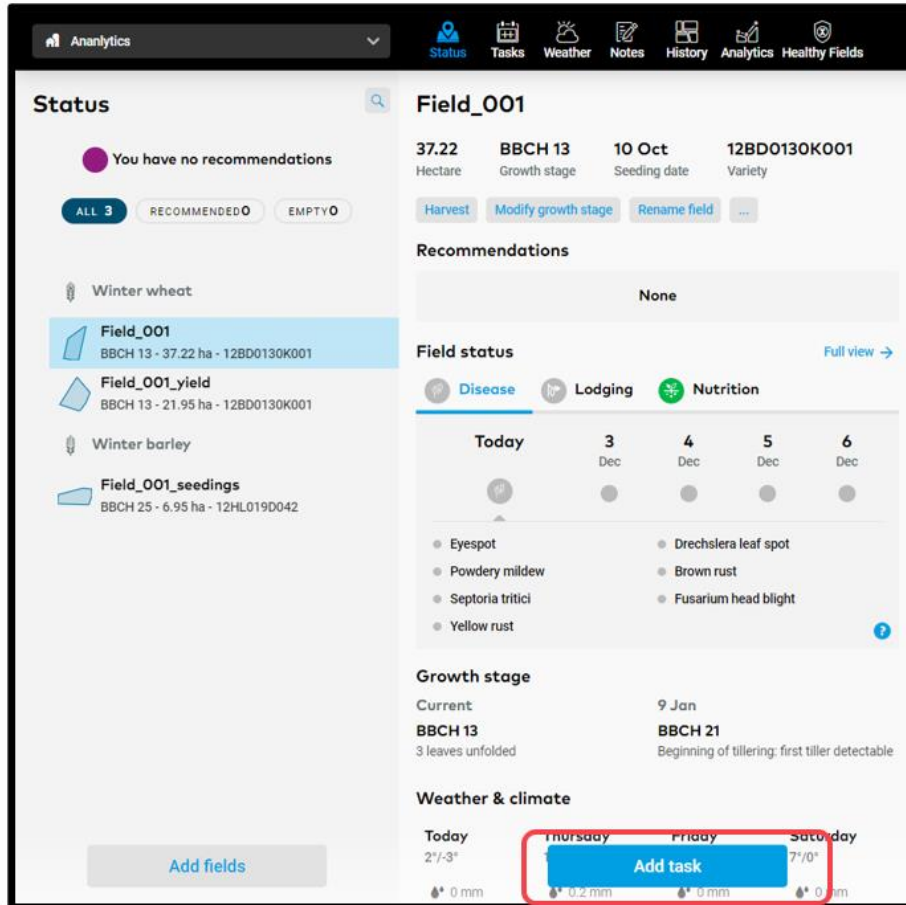 Ananlytics
Status Tasks Weather Notes History Analytics Healthy Fields
Status
You have no recommendations
ALL 3 RECOMMENDED0 EMPTY0
Winter wheat
Field_001
BBCH 13 - 37.22 ha - 12BD0130K001
Field_001_yield
BBCH 13 - 21.95 ha - 12BD0130K001
Winter barley
Field_001_seedings
BBCH 25 - 6.95 ha - 12HL019D042
Add fields
Field_001
37.22 BBCH 13 10 Oct 12BD0130K001
Hectare Growth stage Seeding date Variety
Harvest Modify growth stage Rename field ...
Recommendations
None
Field status Full view →
Disease Lodging Nutrition
Today 3 4 5 6
Dec Dec Dec Dec
Eyespot Drechslera leaf spot
Powdery mildew Brown rust
Septoria tritici Fusarium head blight
Yellow rust
?
Growth stage
Current 9 Jan
BBCH 13 BBCH 21
3 leaves unfolded Beginning of tillering: first tiller detectable
Weather & climate
Today Thursday Friday Saturday
2°/-3° 7°/0°
Add task
0 mm 0.2 mm 0 mm 0 mm